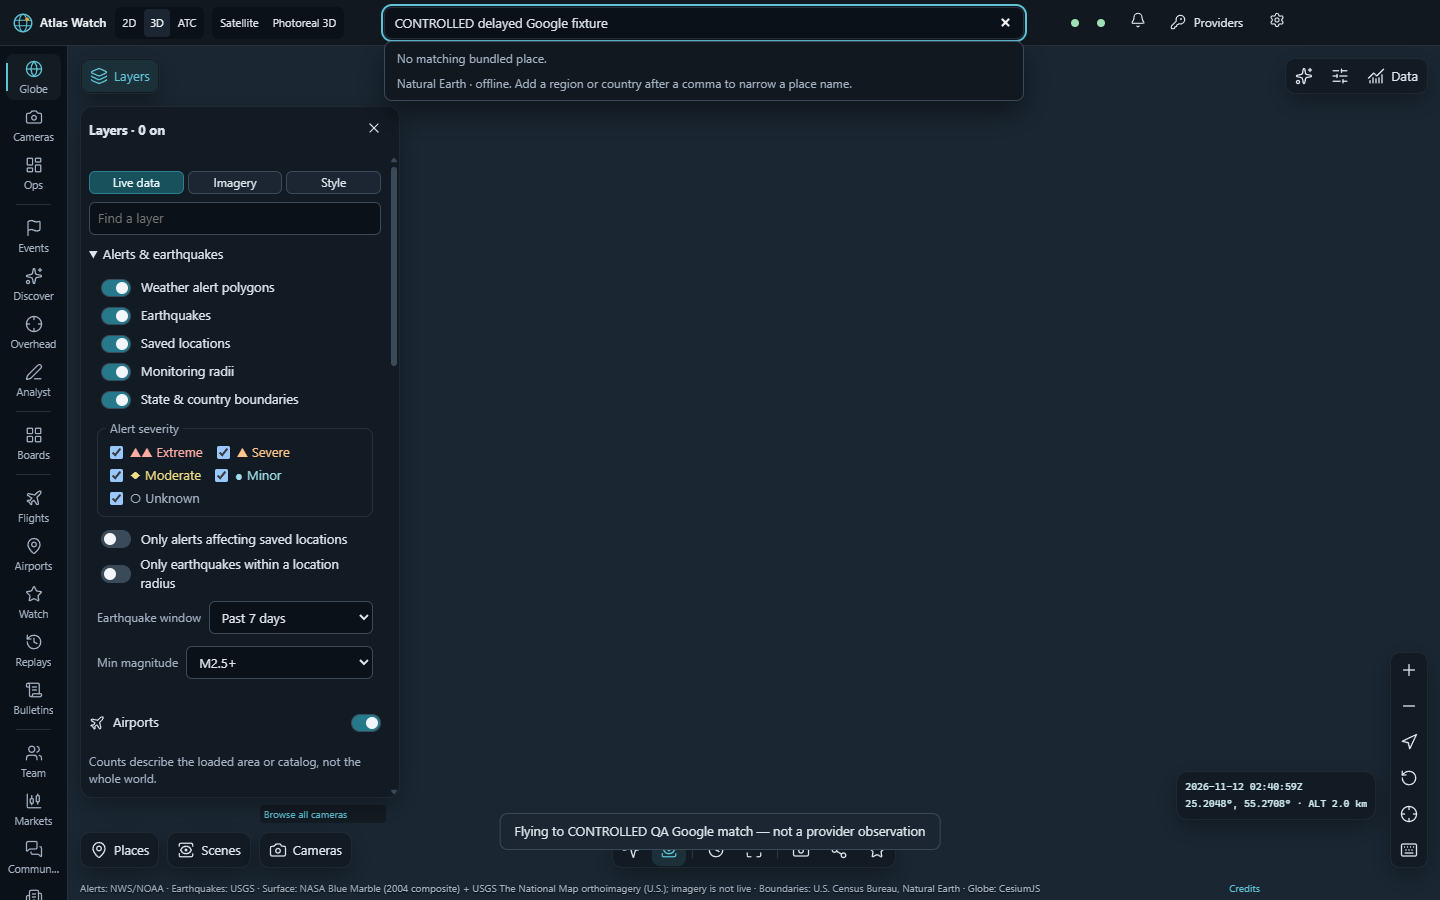 Atlas Watch
2D 3D ATC
Satellite Photoreal 3D
CONTROLLED delayed Google fixture
Providers
No matching bundled place.
Natural Earth · offline. Add a region or country after a comma to narrow a place name.
Globe
Cameras
Ops
Events
Discover
Overhead
Analyst
Boards
Flights
Airports
Watch
Replays
Bulletins
Team
Markets
Commun...
Layers
Data
Layers · 0 on
Live data Imagery Style
Find a layer
Alerts & earthquakes
Weather alert polygons
Earthquakes
Saved locations
Monitoring radii
State & country boundaries
Alert severity
Extreme Severe
Moderate Minor
Unknown
Only alerts affecting saved locations
Only earthquakes within a location
radius
Earthquake window Past 7 days
Min magnitude M2.5+
Airports
Counts describe the loaded area or catalog, not the
whole world.
Browse all cameras
Places Scenes Cameras
Flying to CONTROLLED QA Google match — not a provider observation
2026-11-12 02:40:59Z
25.2048°, 55.2708° · ALT 2.0 km
Alerts: NWS/NOAA · Earthquakes: USGS · Surface: NASA Blue Marble (2004 composite) + USGS The National Map orthoimagery (U.S.); imagery is not live · Boundaries: U.S. Census Bureau, Natural Earth · Globe: CesiumJS
Credits